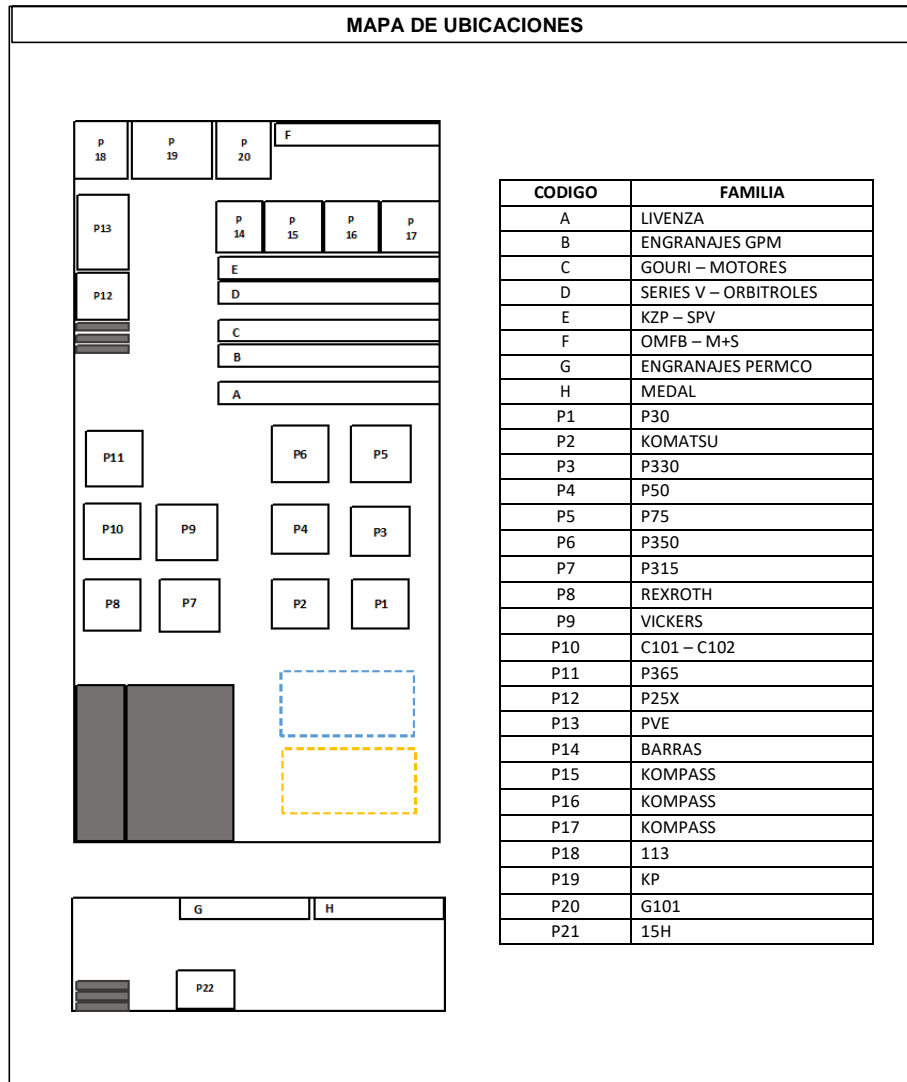 MAPA DE UBICACIONES
P
18
P
19
P
20
F
P13
P
14
P
15
P
16
P
17
E
P12
D
C
B
A
P11
P6
P5
P10
P9
P4
P3
P8
P7
P2
P1
G
H
P22
CODIGO FAMILIA
A LIVENZA
B ENGRANAJES GPM
C GOURI – MOTORES
D SERIES V – ORBITROLES
E KZP – SPV
F OMFB – M+S
G ENGRANAJES PERMCO
H MEDAL
P1 P30
P2 KOMATSU
P3 P330
P4 P50
P5 P75
P6 P350
P7 P315
P8 REXROTH
P9 VICKERS
P10 C101 – C102
P11 P365
P12 P25X
P13 PVE
P14 BARRAS
P15 KOMPASS
P16 KOMPASS
P17 KOMPASS
P18 113
P19 KP
P20 G101
P21 15H